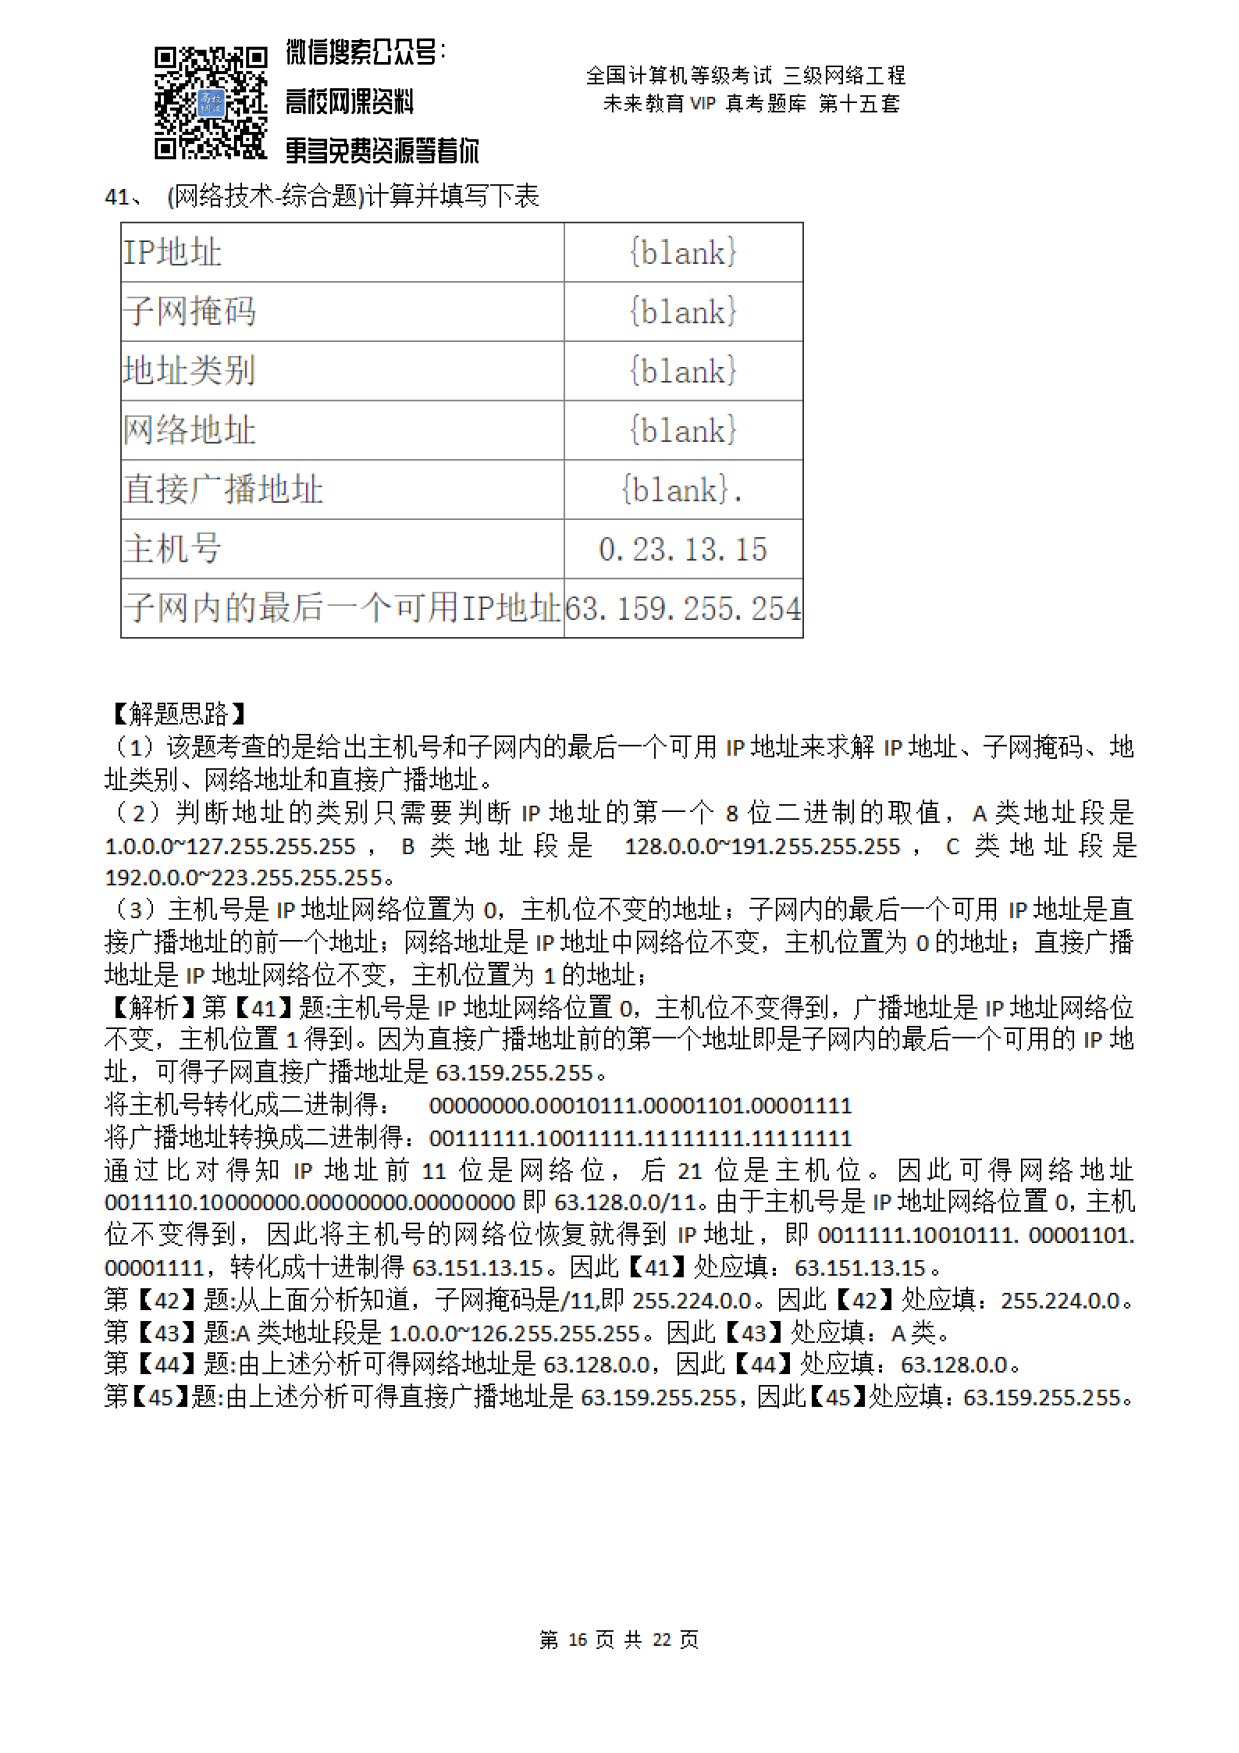 微信搜索公众号：
高校网课资料
更多免费资源等着你
全国计算机等级考试 三级网络工程
未来教育 VIP 真考题库 第十五套
41、 (网络技术-综合题)计算并填写下表
IP地址 {blank}
子网掩码 {blank}
地址类别 {blank}
网络地址 {blank}
直接广播地址 {blank}.
主机号 0.23.13.15
子网内的最后一个可用IP地址 63.159.255.254
【解题思路】
（1）该题考查的是给出主机号和子网内的最后一个可用 IP 地址来求解 IP 地址、子网掩码、地
址类别、网络地址和直接广播地址。
（2）判断地址的类别只需要判断 IP 地址的第一个 8 位二进制的取值，A 类地址段是
1.0.0.0~127.255.255.255 ，B 类地址段是 128.0.0.0~191.255.255.255 ，C 类地址段是
192.0.0.0~223.255.255.255。
（3）主机号是 IP 地址网络位置为 0，主机位不变的地址；子网内的最后一个可用 IP 地址是直
接广播地址的前一个地址；网络地址是 IP 地址中网络位不变，主机位置为 0 的地址；直接广播
地址是 IP 地址网络位不变，主机位置为 1 的地址；
【解析】第【41】题:主机号是 IP 地址网络位置 0，主机位不变得到，广播地址是 IP 地址网络位
不变，主机位置 1 得到。因为直接广播地址前的第一个地址即是子网内的最后一个可用的 IP 地
址，可得子网直接广播地址是 63.159.255.255。
将主机号转化成二进制得： 00000000.00010111.00001101.00001111
将广播地址转换成二进制得：00111111.10011111.11111111.11111111
通过比对得知 IP 地址前 11 位是网络位，后 21 位是主机位。因此可得网络地址
0011110.10000000.00000000.00000000 即 63.128.0.0/11。由于主机号是 IP 地址网络位置 0，主机
位不变得到，因此将主机号的网络位恢复就得到 IP 地址，即 0011111.10010111. 00001101.
00001111，转化成十进制得 63.151.13.15。因此【41】处应填：63.151.13.15。
第【42】题:从上面分析知道，子网掩码是/11,即 255.224.0.0。因此【42】处应填：255.224.0.0。
第【43】题:A 类地址段是 1.0.0.0~126.255.255.255。因此【43】处应填：A 类。
第【44】题:由上述分析可得网络地址是 63.128.0.0，因此【44】处应填：63.128.0.0。
第【45】题:由上述分析可得直接广播地址是 63.159.255.255，因此【45】处应填：63.159.255.255。
第 16 页 共 22 页